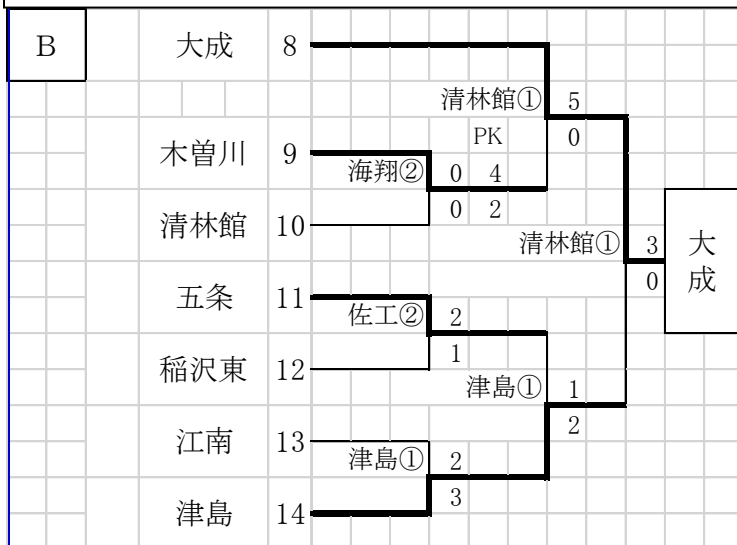 B 大成 8
清林館① 5
PK 0
木曽川 9
海翔② 0 4
0 2
清林館 10
清林館① 3
大成
0
五条 11
佐工② 2
1
稲沢東 12
津島① 1
2
江南 13
津島① 2
3
津島 14